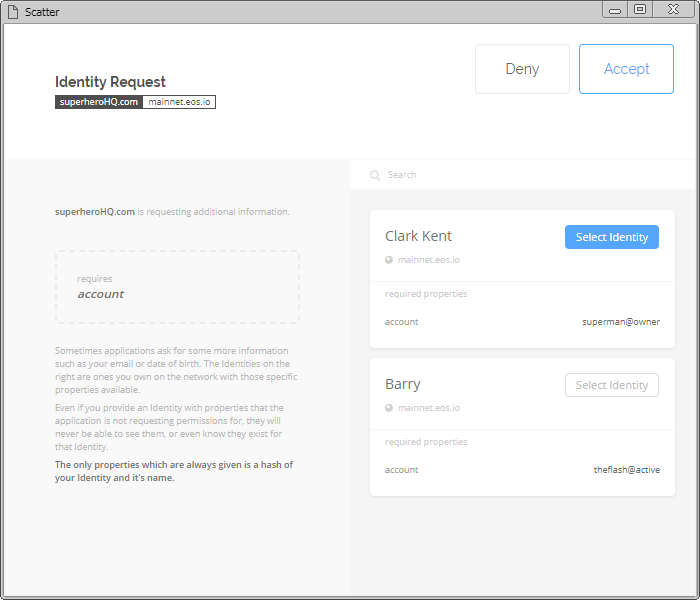 Scatter
Identity Request
superheroHQ.com mainnet.eos.io
Deny
Accept
superheroHQ.com is requesting additional information.
requires
account
Sometimes applications ask for some more information
such as your email or date of birth. The Identities on the
right are ones you own on the network with those specific
properties available.
Even if you provide an Identity with properties that the
application is not requesting permissions for, they will
never be able to see them, or even know they exist for
that Identity.
The only properties which are always given is a hash of
your Identity and it's name.
Search
Clark Kent
Select Identity
mainnet.eos.io
required properties
account superman@owner
Barry
Select Identity
mainnet.eos.io
required properties
account theflash@active